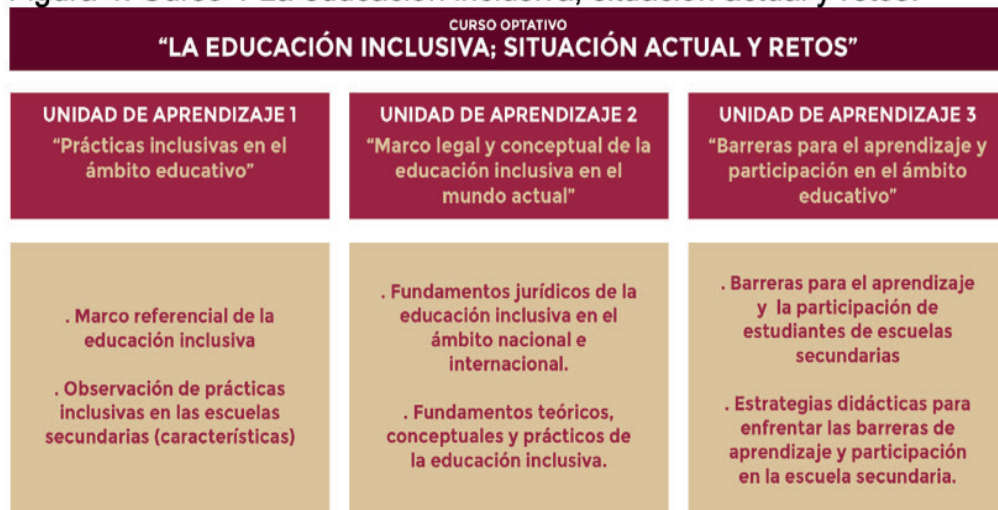 CURSO OPTATIVO
“LA EDUCACIÓN INCLUSIVA; SITUACIÓN ACTUAL Y RETOS”
UNIDAD DE APRENDIZAJE 1
“Prácticas inclusivas en el
ámbito educativo”
. Marco referencial de la
educación inclusiva
. Observación de prácticas
inclusivas en las escuelas
secundarias (características)
UNIDAD DE APRENDIZAJE 2
“Marco legal y conceptual de la
educación inclusiva en el
mundo actual”
. Fundamentos jurídicos de la
educación inclusiva en el
ámbito nacional e
internacional.
. Fundamentos teóricos,
conceptuales y prácticos de
la educación inclusiva.
UNIDAD DE APRENDIZAJE 3
“Barreras para el aprendizaje y
participación en el ámbito
educativo”
. Barreras para el aprendizaje
y la participación de
estudiantes de escuelas
secundarias
. Estrategias didácticas para
enfrentar las barreras de
aprendizaje y participación
en la escuela secundaria.